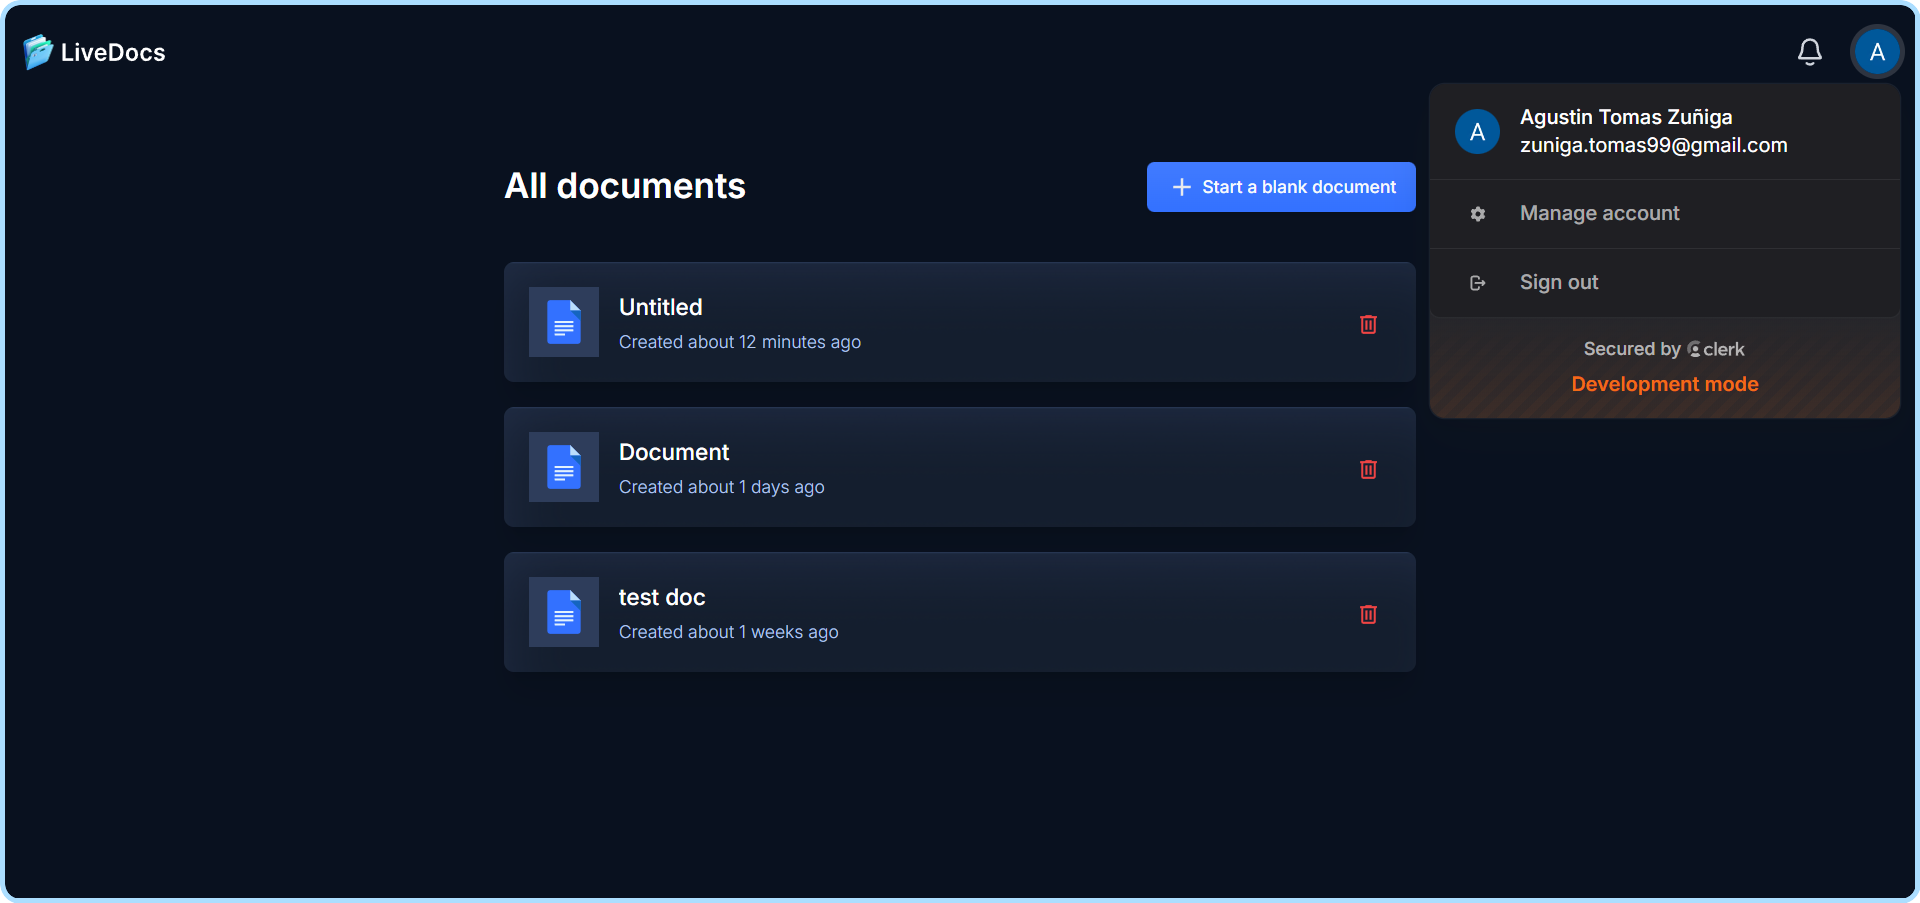 LiveDocs
A
A
Agustin Tomas Zuñiga
zuniga.tomas99@gmail.com
Manage account
Sign out
Secured by clerk
Development mode
All documents
Start a blank document
Untitled
Created about 12 minutes ago
Document
Created about 1 days ago
test doc
Created about 1 weeks ago